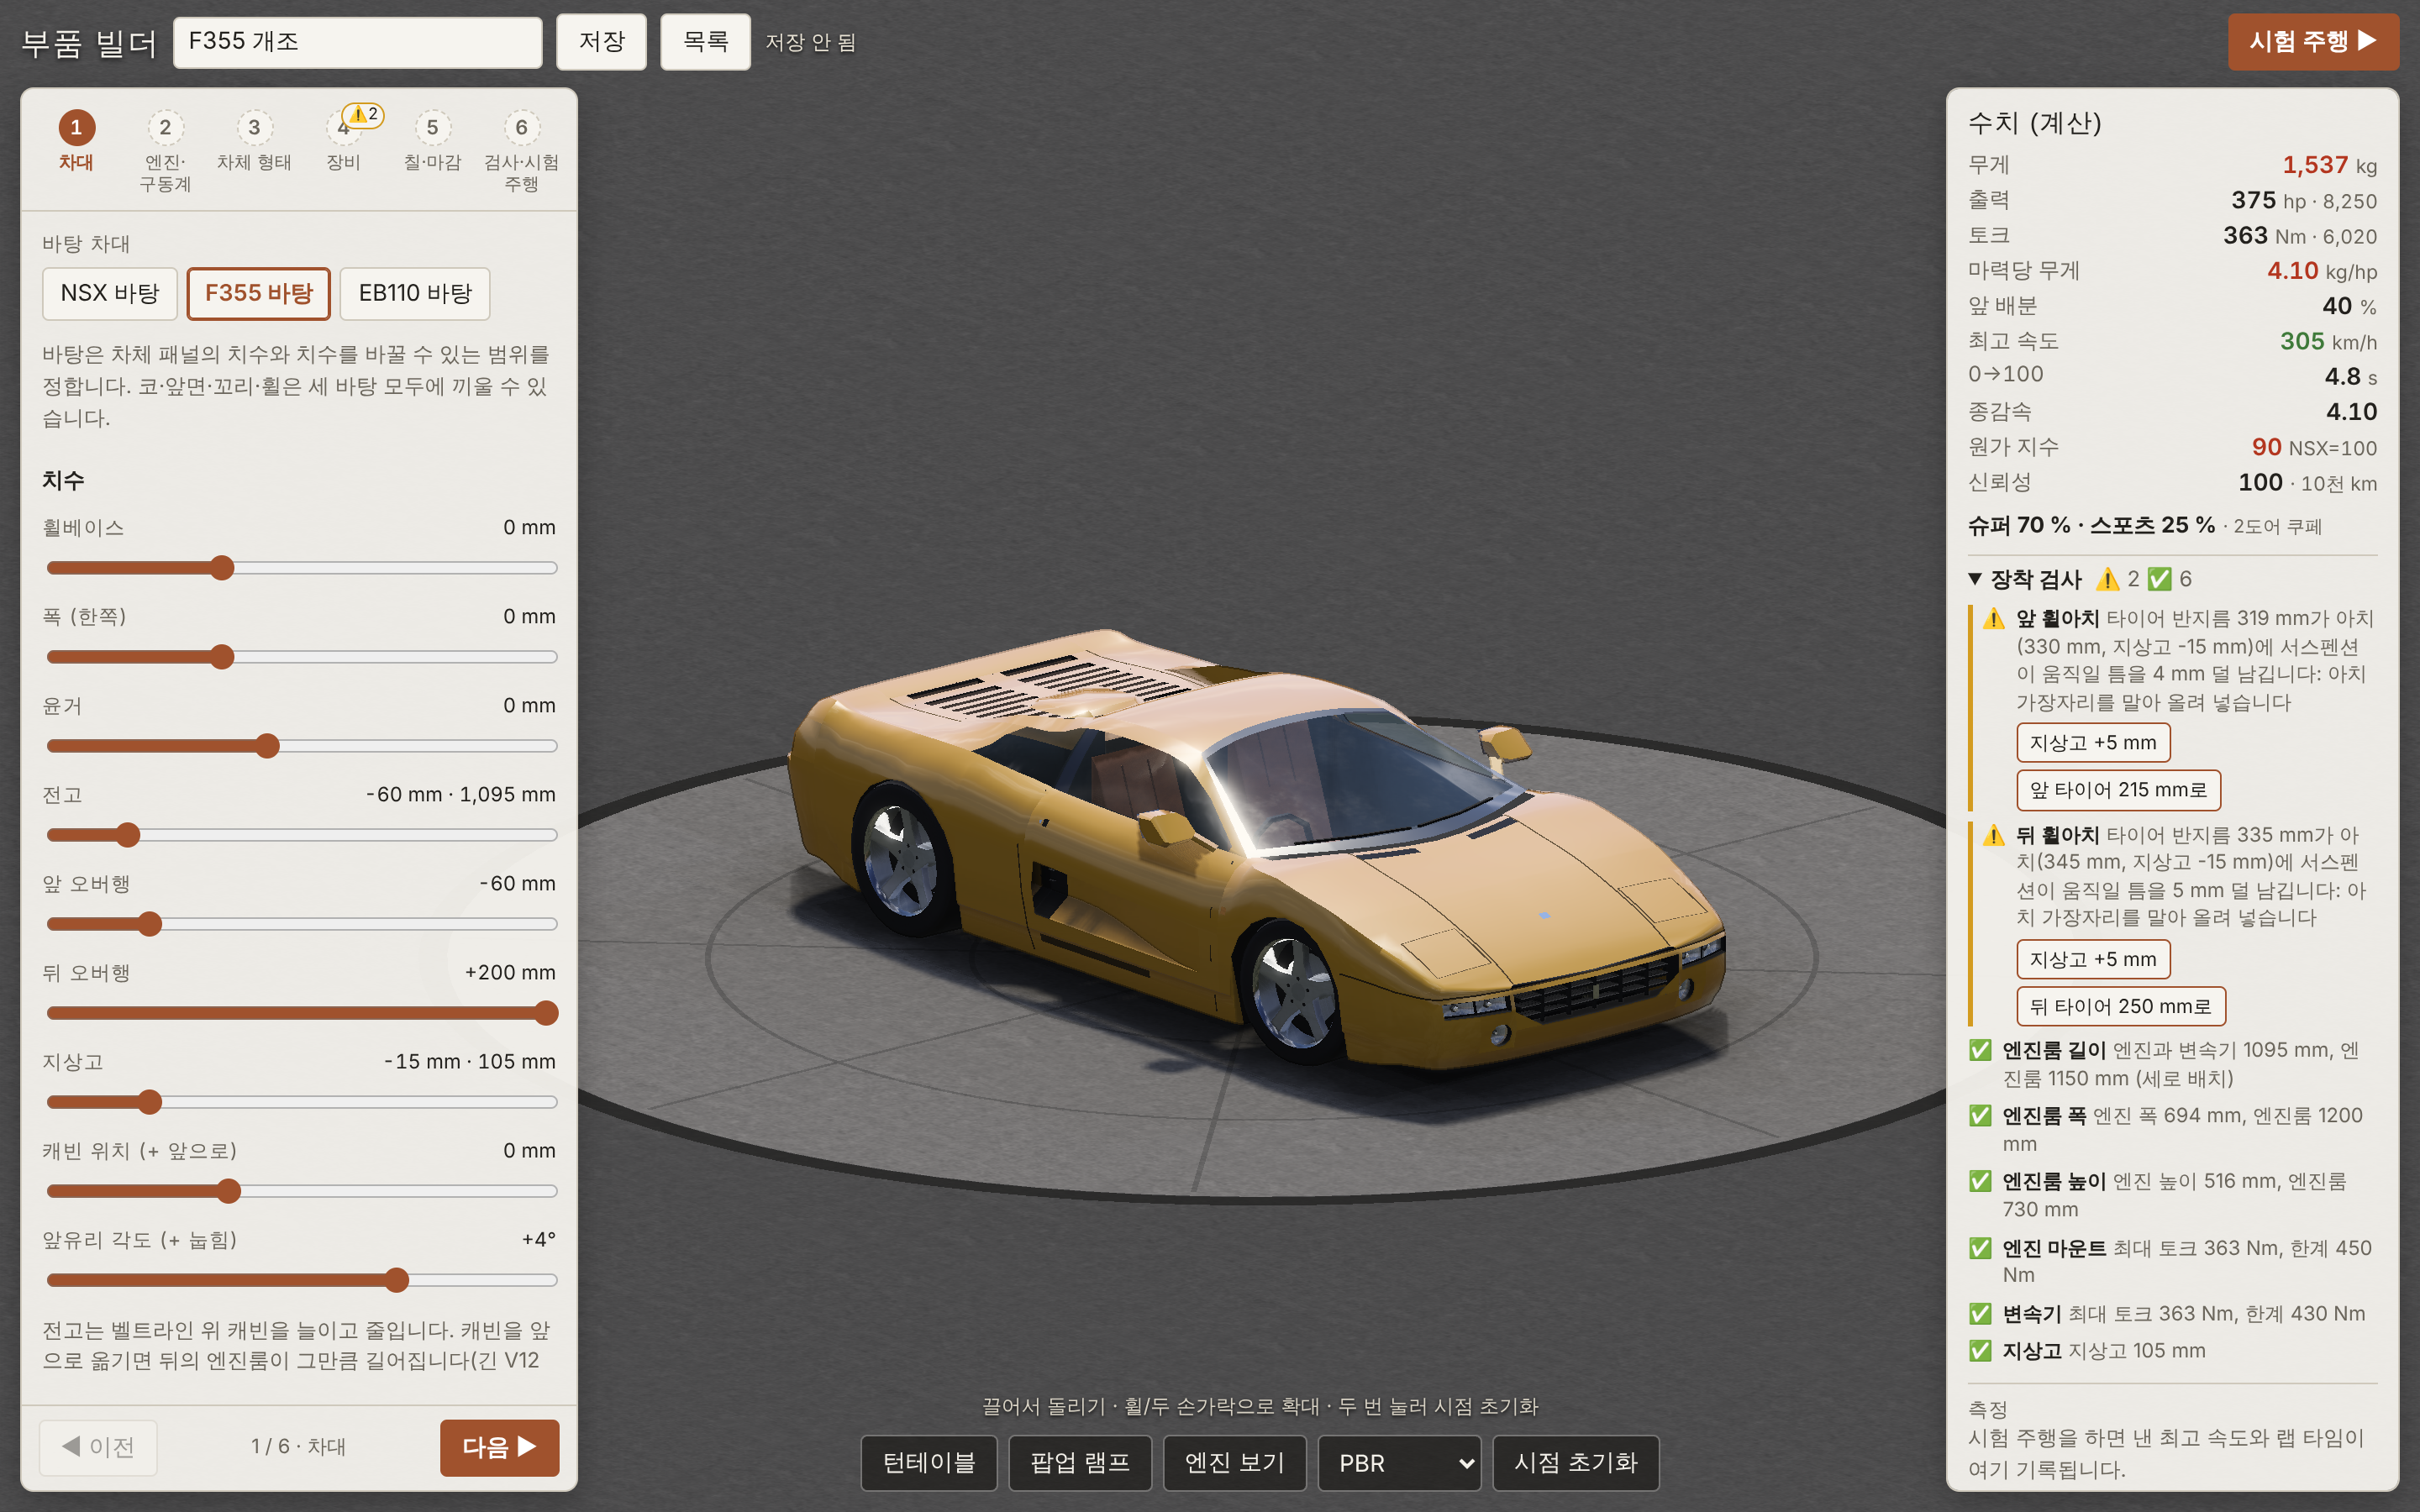 부품 빌더
F355 개조
저장
목록
저장 안 됨
시험 주행 ▶
1
차대
2
엔진·
구동계
3
차체 형태
4
⚠️2
장비
5
칠·마감
6
검사·시험
주행
바탕 차대
NSX 바탕
F355 바탕
EB110 바탕
바탕은 차체 패널의 치수와 치수를 바꿀 수 있는 범위를
정합니다. 코·앞면·꼬리·휠은 세 바탕 모두에 끼울 수 있
습니다.
치수
휠베이스 0 mm
폭 (한쪽) 0 mm
윤거 0 mm
전고 -60 mm · 1,095 mm
앞 오버행 -60 mm
뒤 오버행 +200 mm
지상고 -15 mm · 105 mm
캐빈 위치 (+ 앞으로) 0 mm
앞유리 각도 (+ 눕힘) +4°
전고는 벨트라인 위 캐빈을 늘이고 줄입니다. 캐빈을 앞
으로 옮기면 뒤의 엔진룸이 그만큼 길어집니다(긴 V12
◀ 이전
1 / 6 · 차대
다음 ▶
끌어서 돌리기 · 휠/두 손가락으로 확대 · 두 번 눌러 시점 초기화
턴테이블
팝업 램프
엔진 보기
PBR
시점 초기화
수치 (계산)
무게 1,537 kg
출력 375 hp · 8,250
토크 363 Nm · 6,020
마력당 무게 4.10 kg/hp
앞 배분 40 %
최고 속도 305 km/h
0→100 4.8 s
종감속 4.10
원가 지수 90 NSX=100
신뢰성 100 · 10천 km
슈퍼 70 % · 스포츠 25 % · 2도어 쿠페
▼ 장착 검사 ⚠️ 2 ✅ 6
⚠️ 앞 휠아치 타이어 반지름 319 mm가 아치
(330 mm, 지상고 -15 mm)에 서스펜션
이 움직일 틈을 4 mm 덜 남깁니다: 아치
가장자리를 말아 올려 넣습니다
지상고 +5 mm
앞 타이어 215 mm로
⚠️ 뒤 휠아치 타이어 반지름 335 mm가 아
치(345 mm, 지상고 -15 mm)에 서스펜
션이 움직일 틈을 5 mm 덜 남깁니다: 아
치 가장자리를 말아 올려 넣습니다
지상고 +5 mm
뒤 타이어 250 mm로
✅ 엔진룸 길이 엔진과 변속기 1095 mm, 엔
진룸 1150 mm (세로 배치)
✅ 엔진룸 폭 엔진 폭 694 mm, 엔진룸 1200
mm
✅ 엔진룸 높이 엔진 높이 516 mm, 엔진룸
730 mm
✅ 엔진 마운트 최대 토크 363 Nm, 한계 450
Nm
✅ 변속기 최대 토크 363 Nm, 한계 430 Nm
✅ 지상고 지상고 105 mm
측정
시험 주행을 하면 낸 최고 속도와 랩 타임이
여기 기록됩니다.